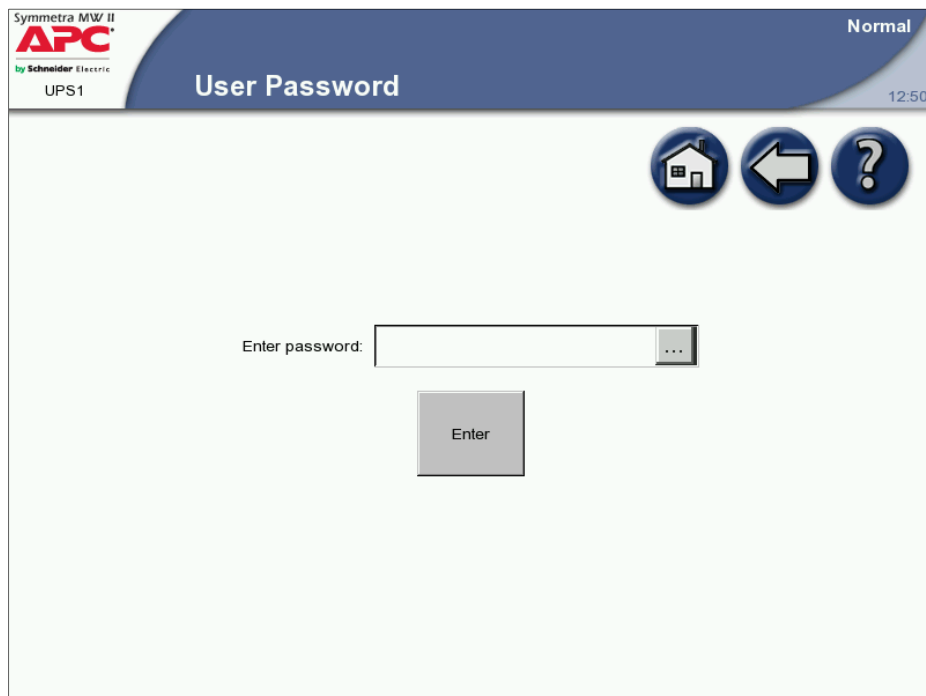 Symmetra MW II
APC
by Schneider Electric
UPS1
User Password
Normal
12:50
?
Enter password:
...
Enter